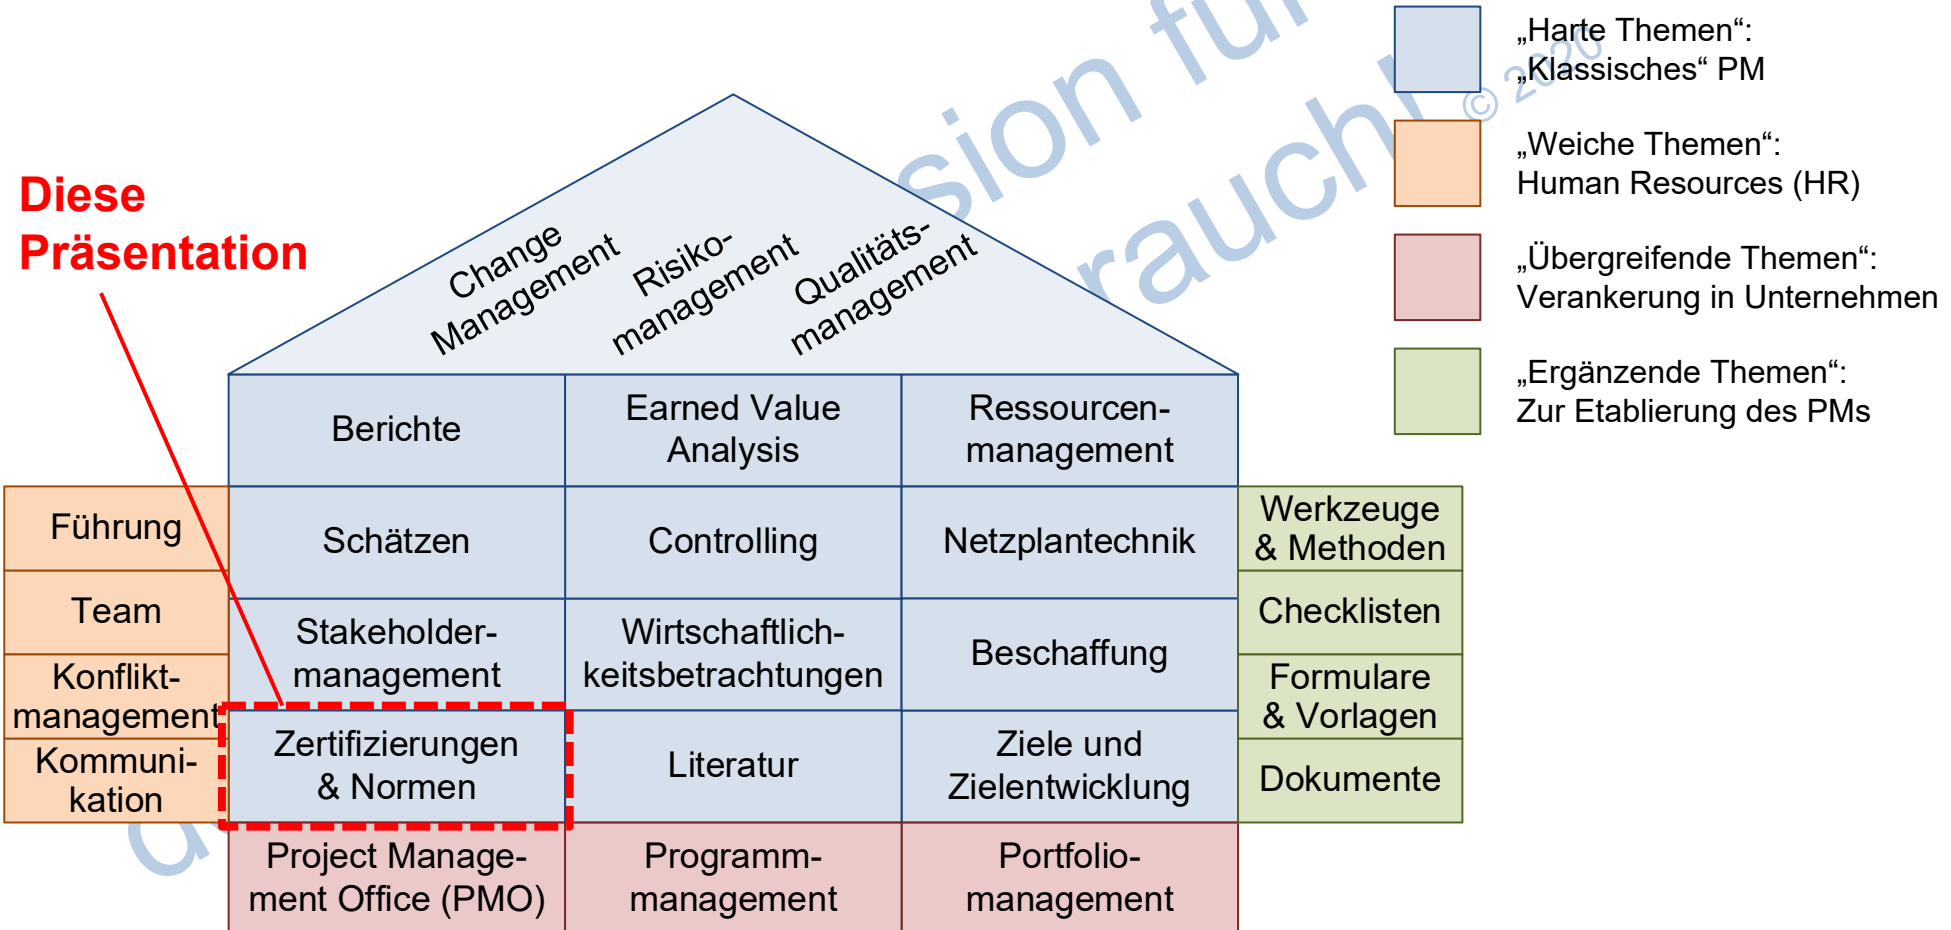 „Harte Themen“:
„Klassisches“ PM
© 2020
„Weiche Themen“:
Human Resources (HR)
„Übergreifende Themen“:
Verankerung in Unternehmen
„Ergänzende Themen“:
Zur Etablierung des PMs
Diese
Präsentation
Change
Management
Risiko-
management
Qualitäts-
management
Berichte
Earned Value
Analysis
Ressourcen-
management
Führung
Schätzen
Controlling
Netzplantechnik
Werkzeuge
& Methoden
Team
Stakeholder-
management
Wirtschaftlich-
keitsbetrachtungen
Beschaffung
Checklisten
Konflikt-
management
Formulare
& Vorlagen
Kommuni-
kation
Zertifizierungen
& Normen
Literatur
Ziele und
Zielentwicklung
Dokumente
Project Manage-
ment Office (PMO)
Programm-
management
Portfolio-
management